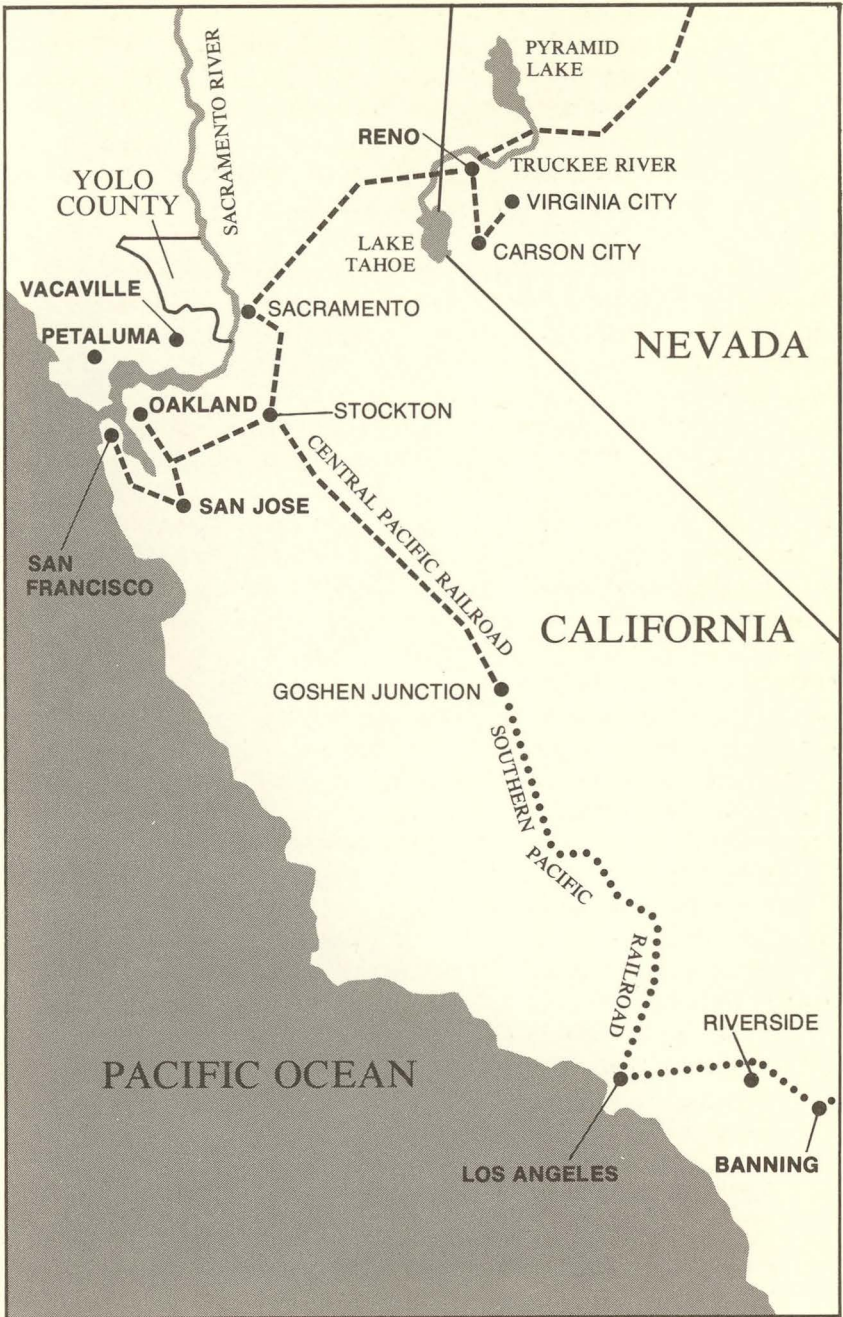 PYRAMID
LAKE
SACRAMENTO RIVER
RENO
TRUCKEE RIVER
YOLO
COUNTY
VIRGINIA CITY
LAKE
TAHOE
CARSON CITY
VACAVILLE
SACRAMENTO
PETALUMA
NEVADA
OAKLAND
STOCKTON
CENTRAL PACIFIC RAILROAD
SAN JOSE
SAN
FRANCISCO
CALIFORNIA
GOSHEN JUNCTION
SOUTHERN
PACIFIC
RAILROAD
RIVERSIDE
PACIFIC OCEAN
LOS ANGELES
BANNING